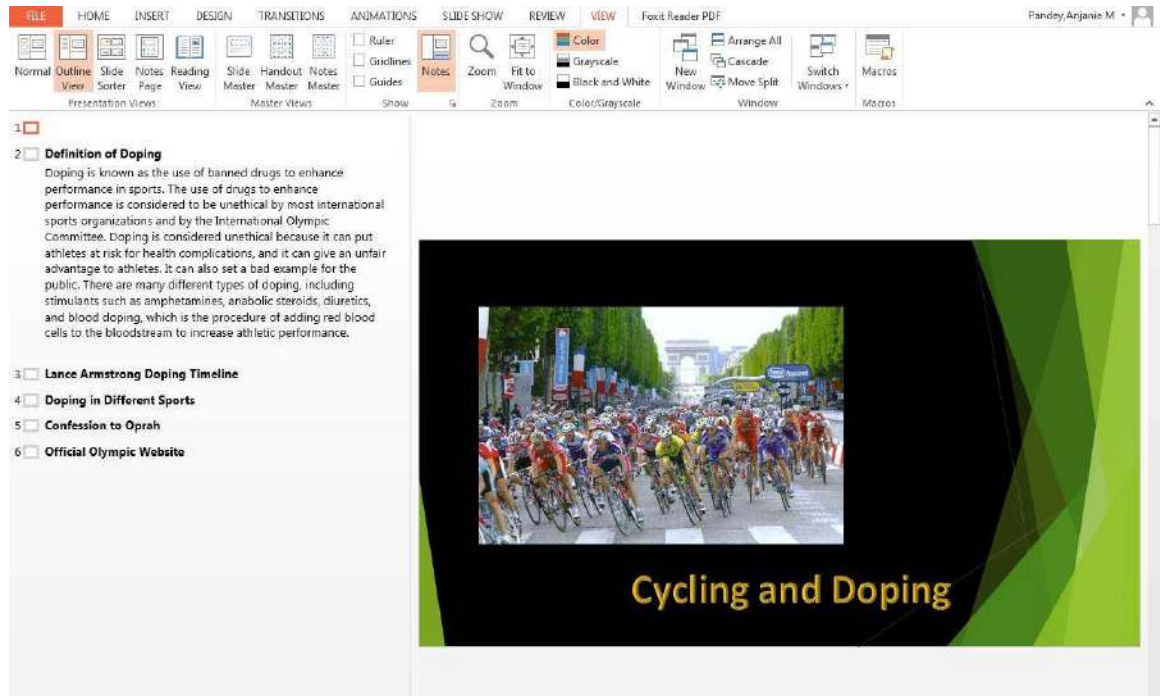 FILE HOME INSERT DESIGN TRANSITIONS ANIMATIONS SLIDE SHOW REVIEW VIEW Foxit Reader PDF Pandey,Anjanie M
Normal Outline View Slide Sorter Notes Page Reading View
Presentation Views
Slide Master Handout Master Notes Master
Master Views
Ruler
Gridlines
Guides
Show
Notes
Zoom Fit to Window
Zoom
Color
Grayscale
Black and White
Color/Grayscale
New Window
Arrange All
Cascade
Move Split
Switch Windows
Window
Macros
Macros
1
2 Definition of Doping
Doping is known as the use of banned drugs to enhance
performance in sports. The use of drugs to enhance
performance is considered to be unethical by most international
sports organizations and by the International Olympic
Committee. Doping is considered unethical because it can put
athletes at risk for health complications, and it can give an unfair
advantage to athletes. It can also set a bad example for the
public. There are many different types of doping, including
stimulants such as amphetamines, anabolic steroids, diuretics,
and blood doping, which is the procedure of adding red blood
cells to the bloodstream to increase athletic performance.
3 Lance Armstrong Doping Timeline
4 Doping in Different Sports
5 Confession to Oprah
6 Official Olympic Website
2
Cycling and Doping